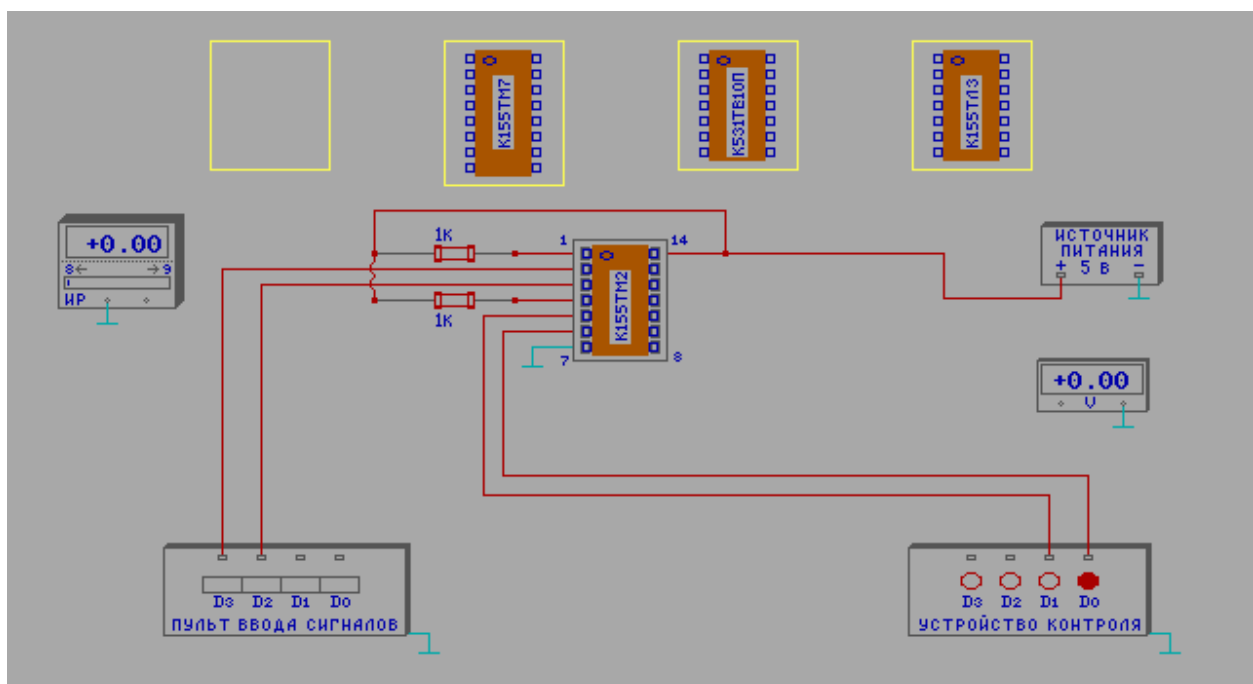 К155ТМ7
К531ТВ10П
К155ТЛ3
+0.00
8← →9
ИР
1К
1
14
К155ТМ2
1К
7
8
ИСТОЧНИК
ПИТАНИЯ
+ 5 В -
+0.00
V
D3 D2 D1 D0
ПУЛЬТ ВВОДА СИГНАЛОВ
D3 D2 D1 D0
УСТРОЙСТВО КОНТРОЛЯ